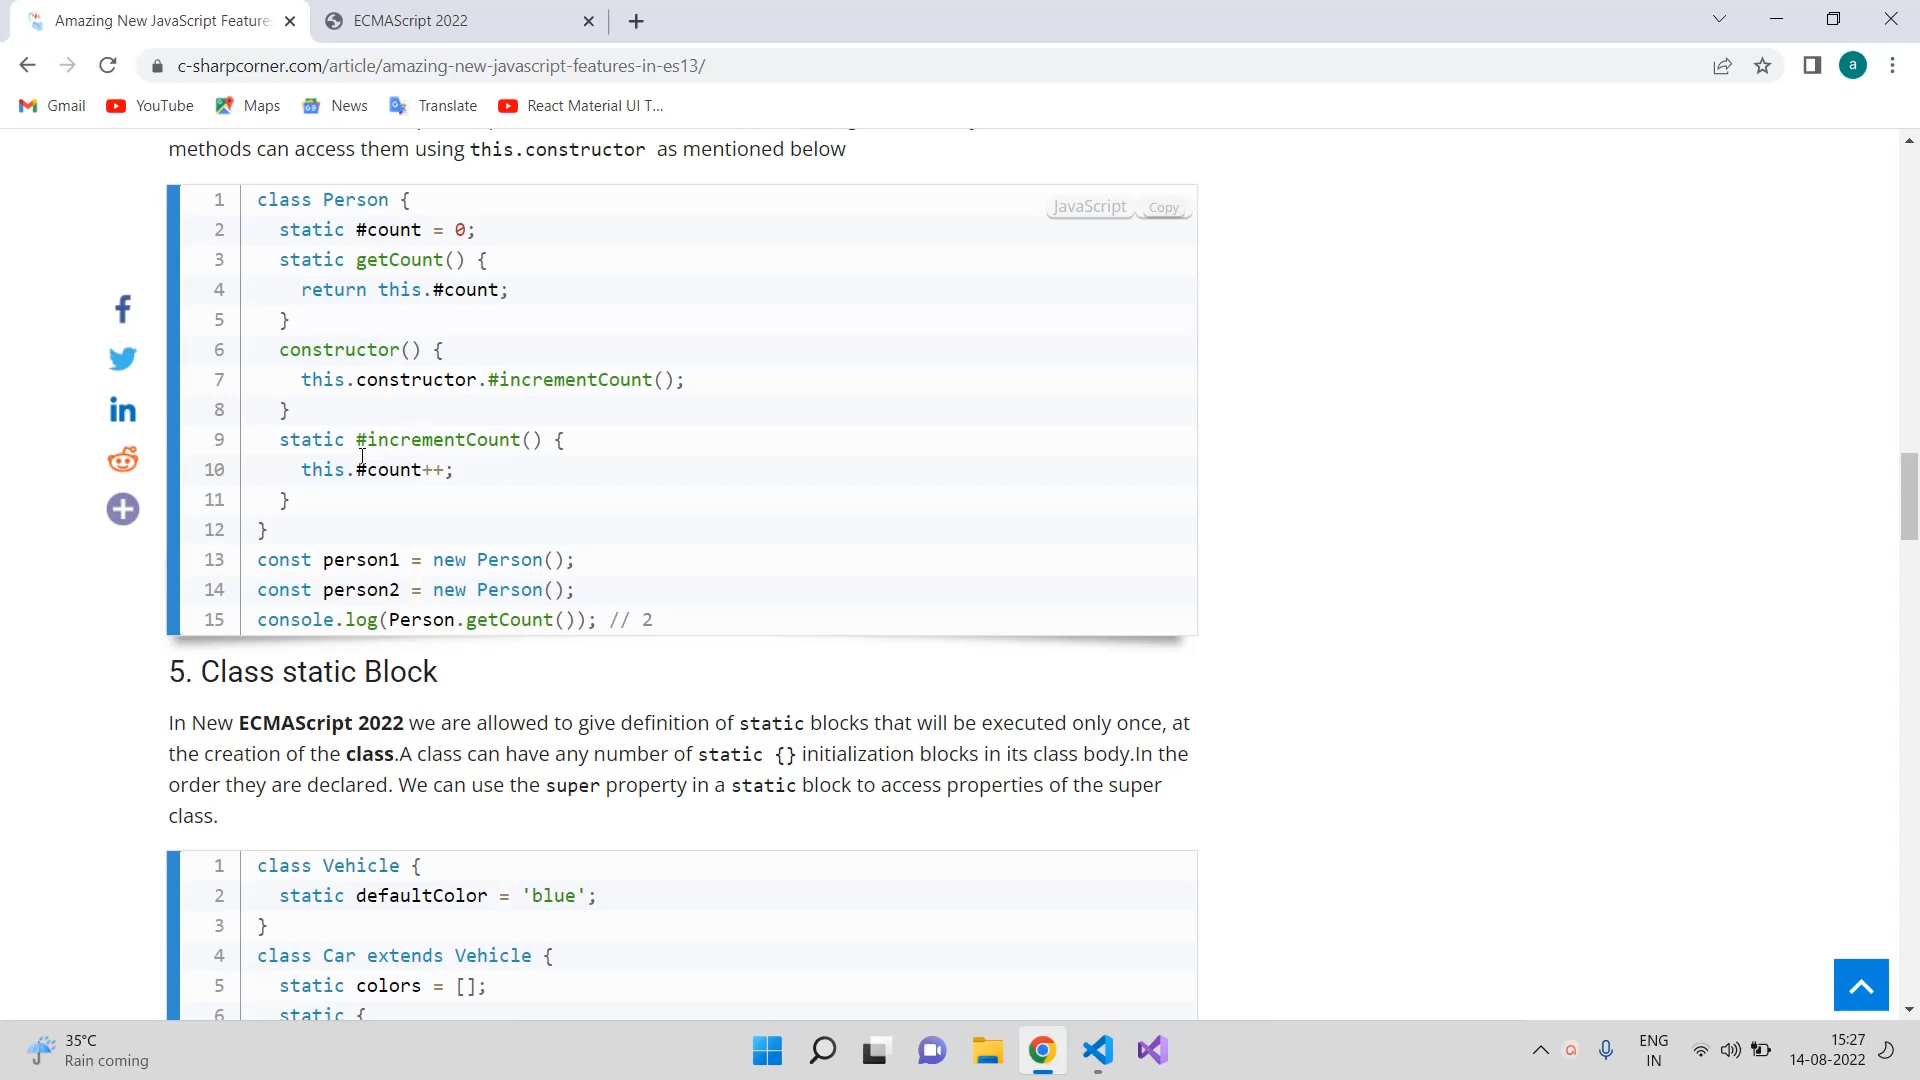 Amazing New JavaScript Feature
ECMAScript 2022
c-sharpcorner.com/article/amazing-new-javascript-features-in-es13/
a
Gmail
YouTube
Maps
News
Translate
React Material UI T...
methods can access them using this.constructor as mentioned below
JavaScript
Copy
1 class Person {
2 static #count = 0;
3 static getCount() {
4 return this.#count;
5 }
6 constructor() {
7 this.constructor.#incrementCount();
8 }
9 static #incrementCount() {
10 this.#count++;
11 }
12 }
13 const person1 = new Person();
14 const person2 = new Person();
15 console.log(Person.getCount()); // 2
5. Class static Block
In New ECMAScript 2022 we are allowed to give definition of static blocks that will be executed only once, at
the creation of the class.A class can have any number of static {} initialization blocks in its class body.In the
order they are declared. We can use the super property in a static block to access properties of the super
class.
1 class Vehicle {
2 static defaultColor = 'blue';
3 }
4 class Car extends Vehicle {
5 static colors = [];
6 static {
35°C
Rain coming
ENG
IN
15:27
14-08-2022